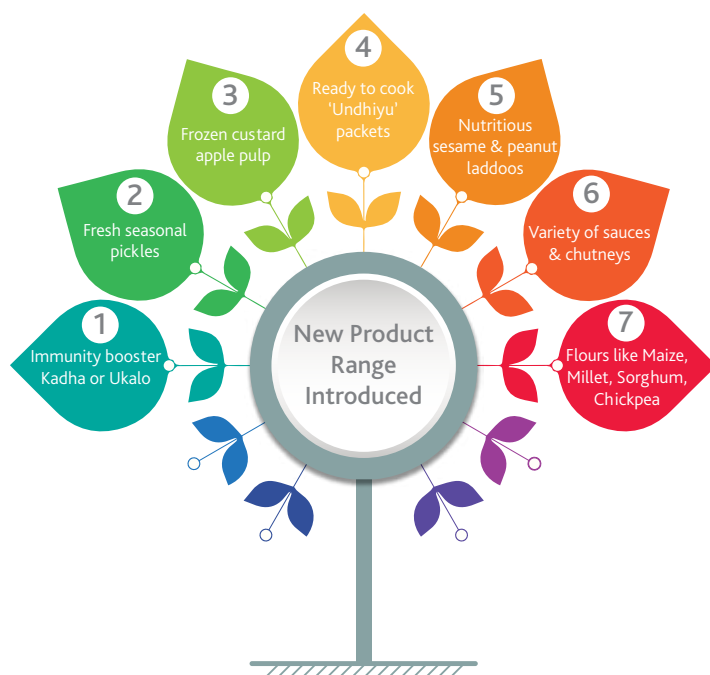 1
Immunity booster
Kadha or Ukalo
2
Fresh seasonal
pickles
3
Frozen custard
apple pulp
4
Ready to cook
‘Undhiyu’
packets
5
Nutritious
sesame & peanut
laddoos
6
Variety of sauces
& chutneys
7
Flours like Maize,
Millet, Sorghum,
Chickpea
New Product
Range
Introduced